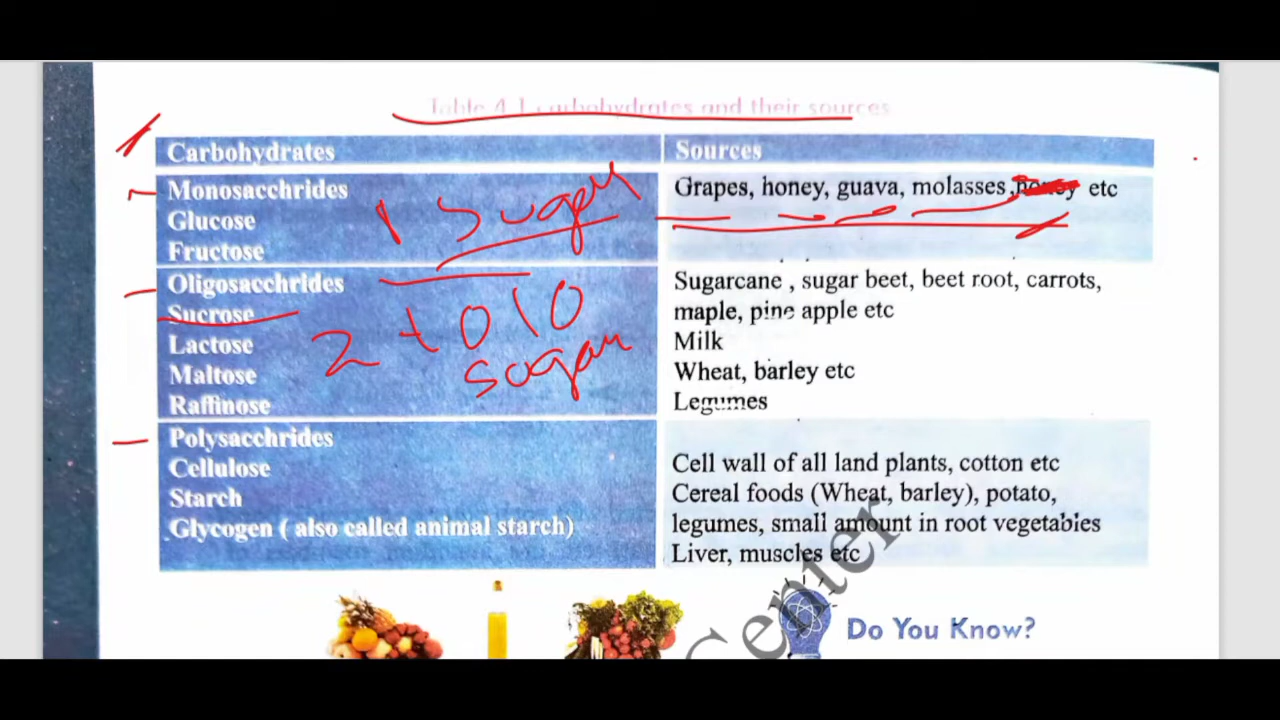 Table 4.1 carbohydrates and their sources
Carbohydrates
Sources
Monosacchrides
Glucose
Fructose
1 Sugar
Grapes, honey, guava, molasses, honey etc
Oligosacchrides
Sucrose
Lactose
Maltose
Raffinose
2 to 10
sugar
Sugarcane , sugar beet, beet root, carrots,
maple, pine apple etc
Milk
Wheat, barley etc
Legumes
Polysacchrides
Cellulose
Starch
Glycogen ( also called animal starch)
Cell wall of all land plants, cotton etc
Cereal foods (Wheat, barley), potato,
legumes, small amount in root vegetables
Liver, muscles etc
Center
Do You Know?